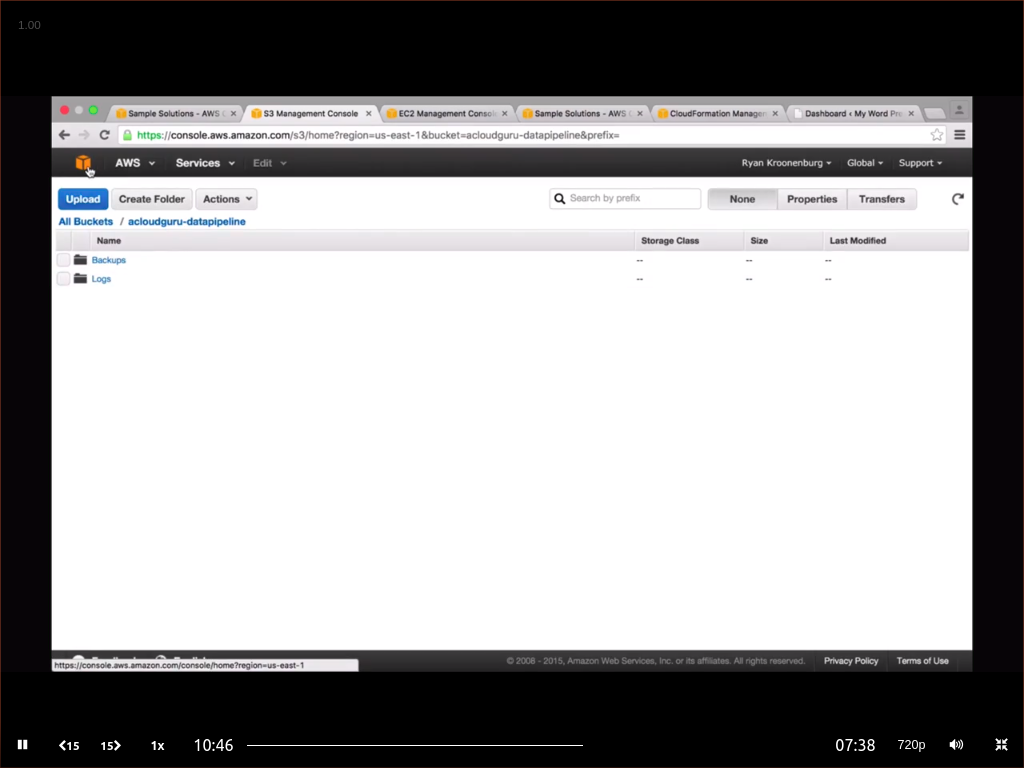 1.00
Sample Solutions - AWS S3 Management Console EC2 Management Console Sample Solutions - AWS CloudFormation Manager Dashboard ‹ My Word Pre
https://console.aws.amazon.com/s3/home?region=us-east-1&bucket=acloudguru-datapipeline&prefix=
AWS Services Edit Ryan Kroonenburg Global Support
Upload Create Folder Actions Search by prefix None Properties Transfers
All Buckets / acloudguru-datapipeline
Name Storage Class Size Last Modified
Backups -- -- --
Logs -- -- --
© 2008 - 2015, Amazon Web Services, Inc. or its affiliates. All rights reserved. Privacy Policy Terms of Use
https://console.aws.amazon.com/console/home?region=us-east-1
15 15 1x 10:46 07:38 720p